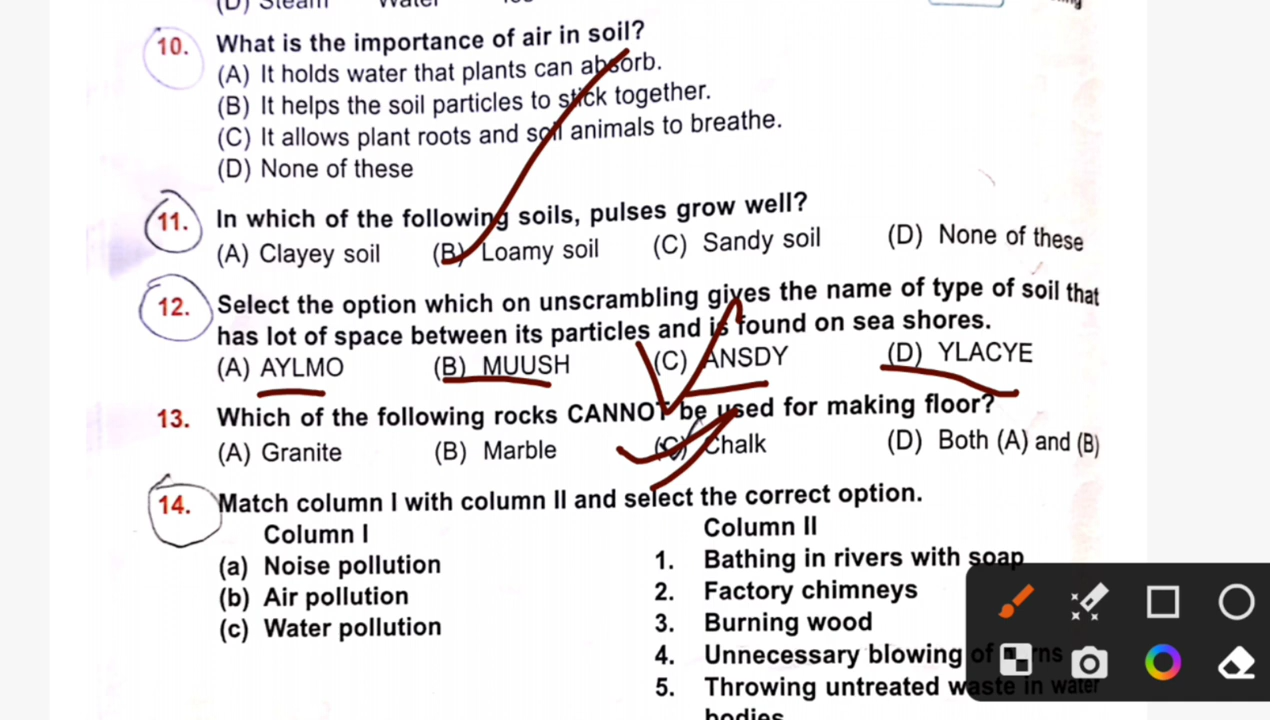 (D) Steam Water
10. What is the importance of air in soil?
(A) It holds water that plants can absorb.
(B) It helps the soil particles to stick together.
(C) It allows plant roots and soil animals to breathe.
(D) None of these
11. In which of the following soils, pulses grow well?
(A) Clayey soil (B) Loamy soil (C) Sandy soil (D) None of these
12. Select the option which on unscrambling gives the name of type of soil that
has lot of space between its particles and is found on sea shores.
(A) AYLMO (B) MUUSH (C) ANSDY (D) YLACYE
13. Which of the following rocks CANNOT be used for making floor?
(A) Granite (B) Marble (C) Chalk (D) Both (A) and (B)
14. Match column I with column II and select the correct option.
Column I Column II
(a) Noise pollution 1. Bathing in rivers with soap
(b) Air pollution 2. Factory chimneys
(c) Water pollution 3. Burning wood
4. Unnecessary blowing of horns
5. Throwing untreated waste in water
bodies